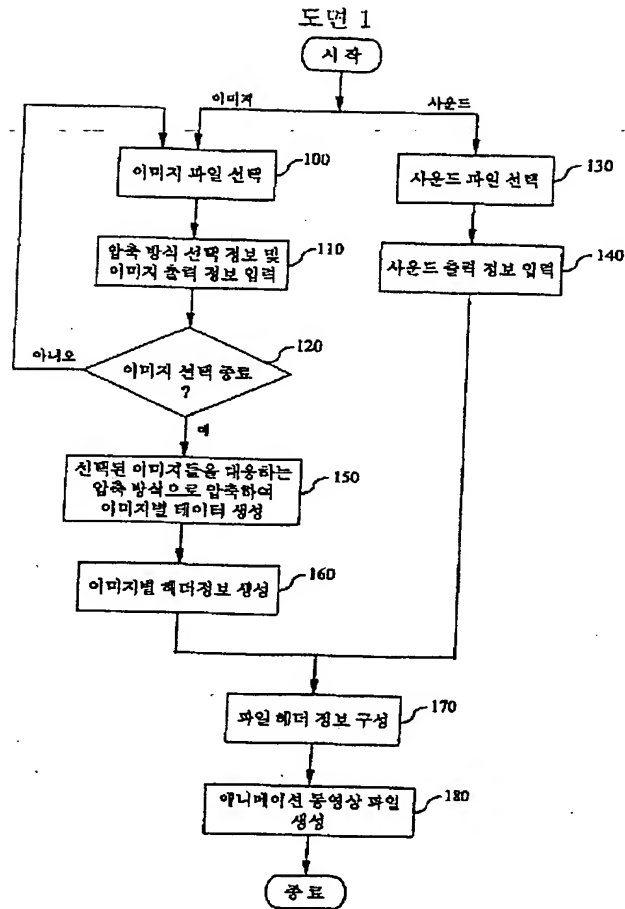 도면 1
시 작
이미지
사운드
이미지 파일 선택
100
사운드 파일 선택
130
압축 방식 선택 정보 및
이미지 출력 정보 입력
110
사운드 출력 정보 입력
140
아니오
이미지 선택 종료
?
120
예
선택된 이미지들을 대응하는
압축 방식으로 압축하여
이미지별 데이터 생성
150
이미지별 헤더정보 생성
160
파일 헤더 정보 구성
170
애니메이션 동영상 파일
생성
180
종 료